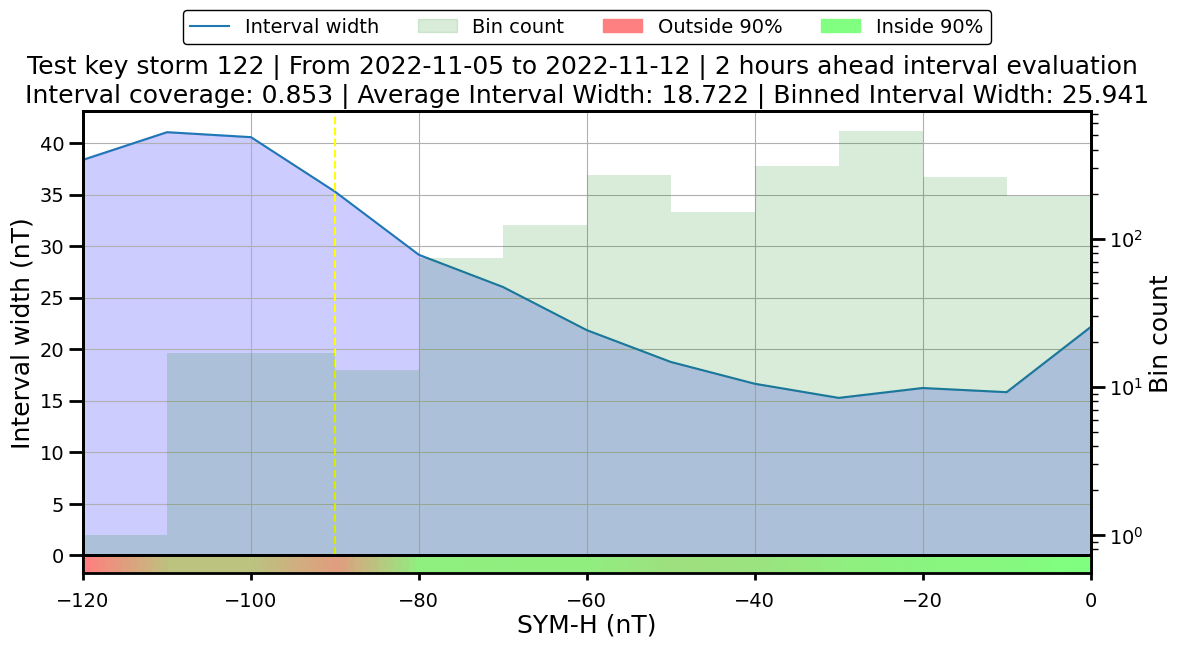 Interval width Bin count Outside 90% Inside 90%
Test key storm 122 | From 2022-11-05 to 2022-11-12 | 2 hours ahead interval evaluation
Interval coverage: 0.853 | Average Interval Width: 18.722 | Binned Interval Width: 25.941
Interval width (nT)
40
35
30
25
20
15
10
5
0
10²
10¹
10⁰
Bin count
−120 −100 −80 −60 −40 −20 0
SYM-H (nT)